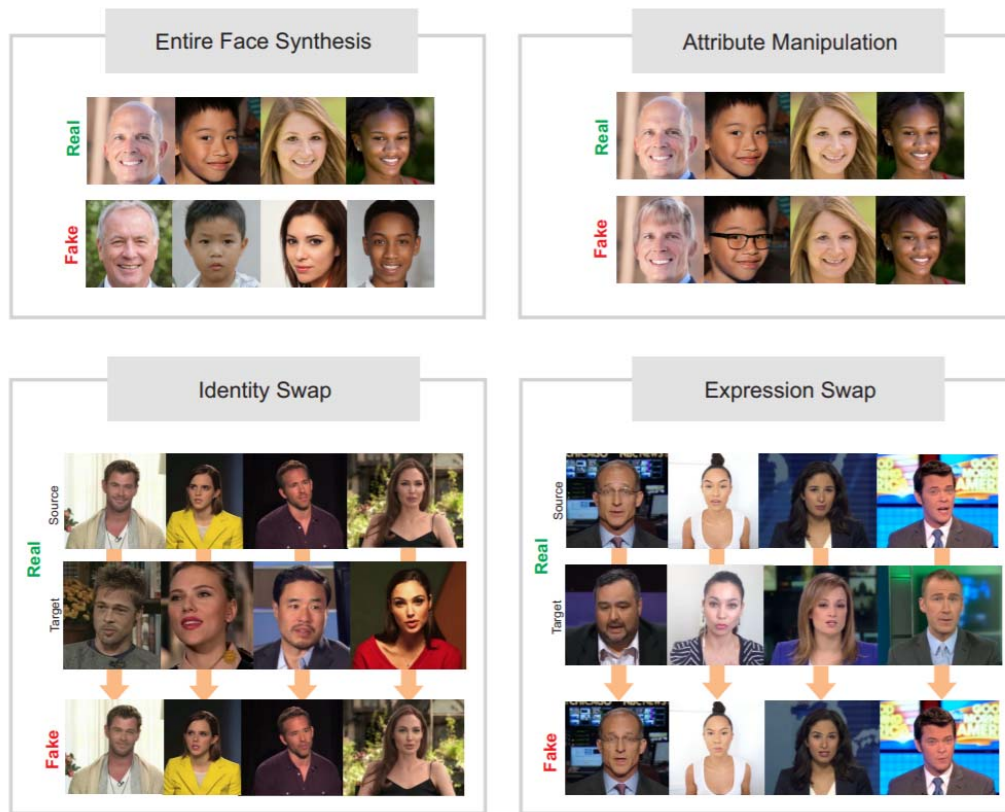 Entire Face Synthesis
Real
Fake
Attribute Manipulation
Real
Fake
Identity Swap
Real
Source
Target
Fake
Expression Swap
Real
Source
Target
Fake
CHICAGO